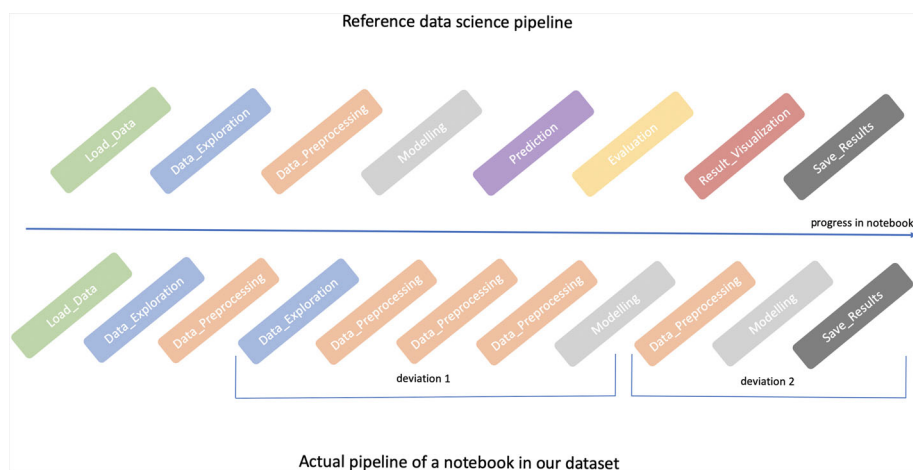 Reference data science pipeline
Load_Data
Data_Exploration
Data_Preprocessing
Modelling
Prediction
Evaluation
Result_Visualization
Save_Results
progress in notebook
Load_Data
Data_Exploration
Data_Preprocessing
Data_Exploration
Data_Preprocessing
Data_Preprocessing
Data_Preprocessing
Modelling
Data_Preprocessing
Modelling
Save_Results
deviation 1
deviation 2
Actual pipeline of a notebook in our dataset